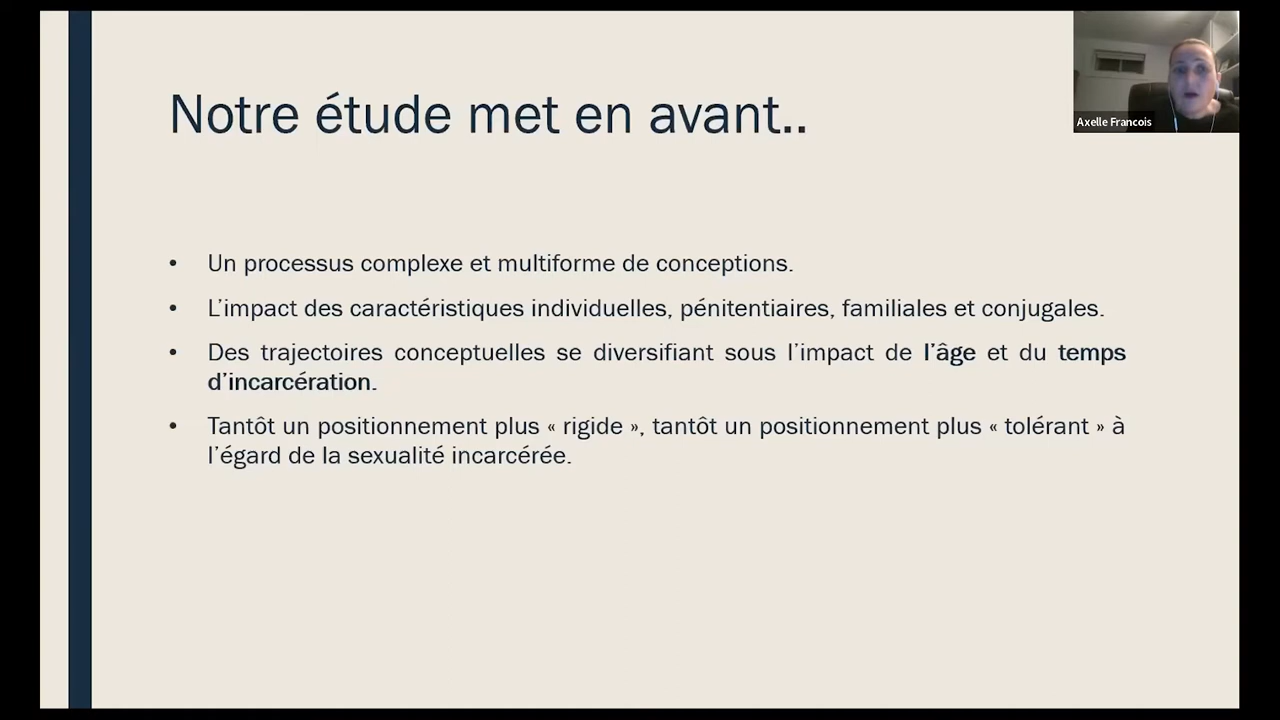 Notre étude met en avant..
Axelle Francois
• Un processus complexe et multiforme de conceptions.
• L’impact des caractéristiques individuelles, pénitentiaires, familiales et conjugales.
• Des trajectoires conceptuelles se diversifiant sous l’impact de l’âge et du temps
d’incarcération.
• Tantôt un positionnement plus « rigide », tantôt un positionnement plus « tolérant » à
l’égard de la sexualité incarcérée.